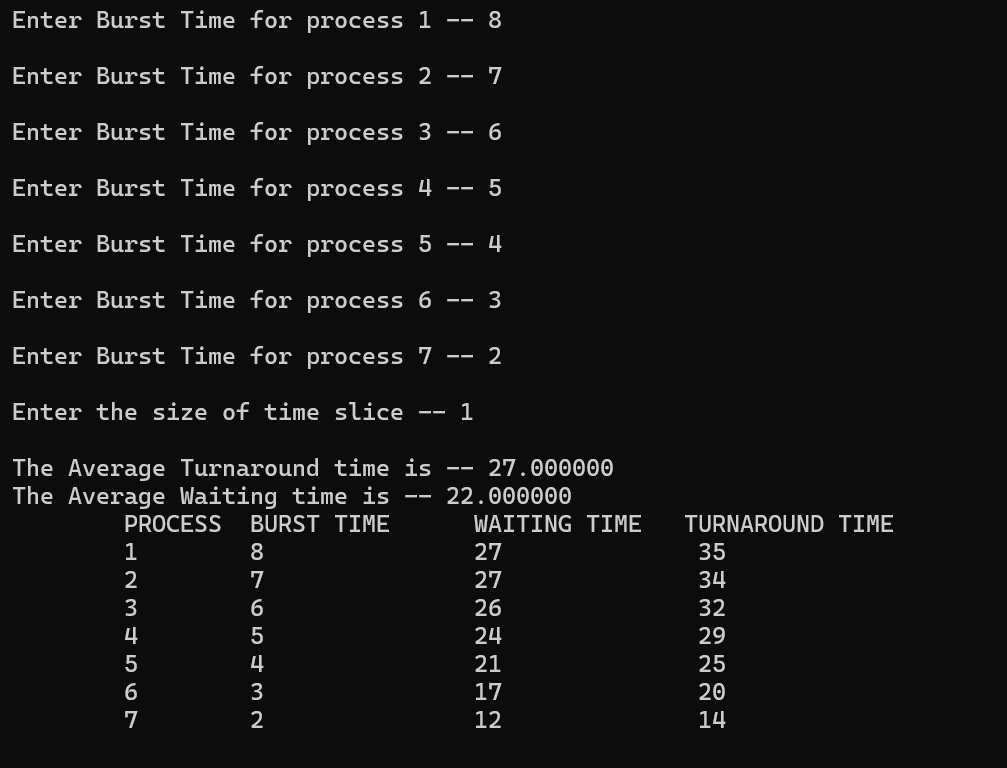 Enter Burst Time for process 1 -- 8
Enter Burst Time for process 2 -- 7
Enter Burst Time for process 3 -- 6
Enter Burst Time for process 4 -- 5
Enter Burst Time for process 5 -- 4
Enter Burst Time for process 6 -- 3
Enter Burst Time for process 7 -- 2
Enter the size of time slice -- 1
The Average Turnaround time is -- 27.000000
The Average Waiting time is -- 22.000000
PROCESS BURST TIME WAITING TIME TURNAROUND TIME
1 8 27 35
2 7 27 34
3 6 26 32
4 5 24 29
5 4 21 25
6 3 17 20
7 2 12 14